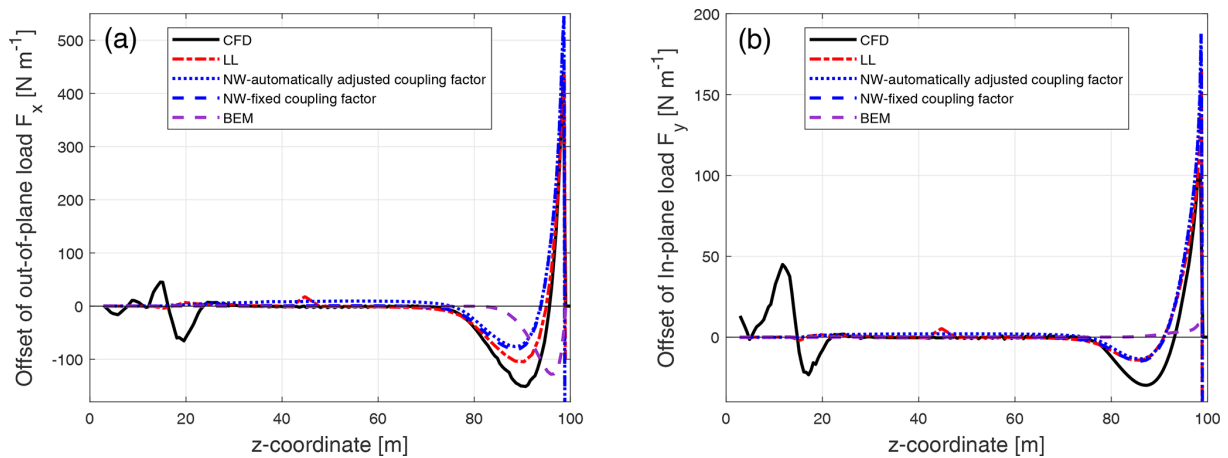 (a)
CFD
LL
NW-automatically adjusted coupling factor
NW-fixed coupling factor
BEM
Offset of out-of-plane load F_x [N m⁻¹]
500
400
300
200
100
0
-100
0 20 40 60 80 100
z-coordinate [m]
(b)
CFD
LL
NW-automatically adjusted coupling factor
NW-fixed coupling factor
BEM
Offset of In-plane load F_y [N m⁻¹]
200
150
100
50
0
0 20 40 60 80 100
z-coordinate [m]